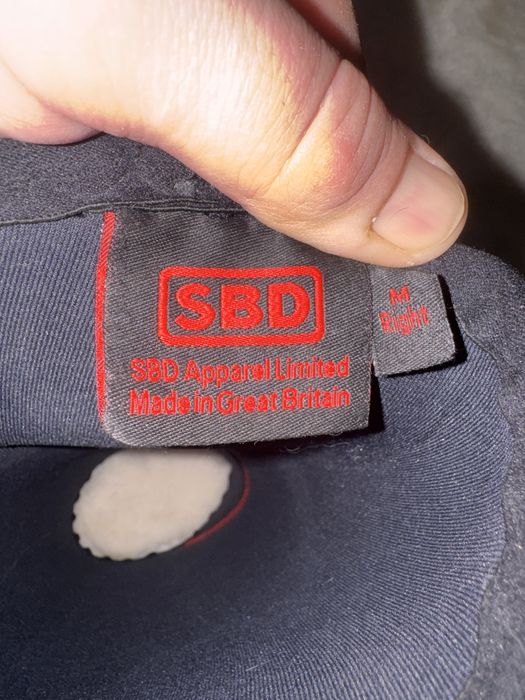 SBD
SBD Apparel Limited
Made in Great Britain
M
Right